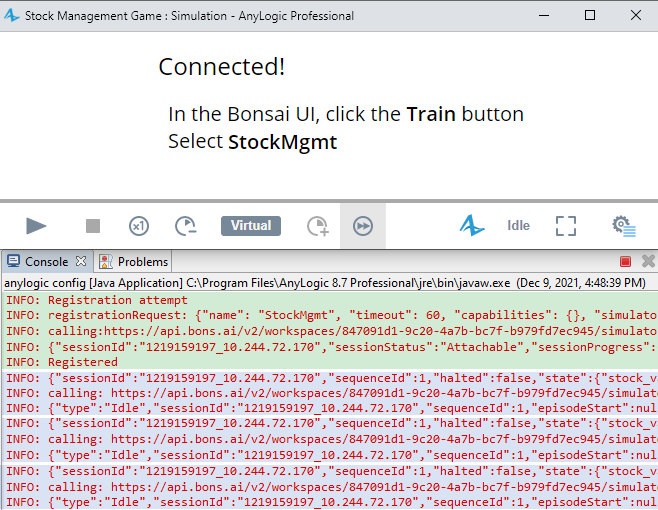 Stock Management Game : Simulation - AnyLogic Professional
Connected!
In the Bonsai UI, click the Train button
Select StockMgmt
x1
Virtual
Idle
Console
Problems
anylogic config [Java Application] C:\Program Files\AnyLogic 8.7 Professional\jre\bin\javaw.exe (Dec 9, 2021, 4:48:39 PM)
INFO: Registration attempt
INFO: registrationRequest: {"name": "StockMgmt", "timeout": 60, "capabilities": {}, "simulato
INFO: calling:https://api.bons.ai/v2/workspaces/847091d1-9c20-4a7b-bc7f-b979fd7ec945/simulato
INFO: {"sessionId":"1219159197_10.244.72.170","sessionStatus":"Attachable","sessionProgress":
INFO: Registered
INFO: {"sessionId":"1219159197_10.244.72.170","sequenceId":1,"halted":false,"state":{"stock_v
INFO: calling: https://api.bons.ai/v2/workspaces/847091d1-9c20-4a7b-bc7f-b979fd7ec945/simulat
INFO: {"type":"Idle","sessionId":"1219159197_10.244.72.170","sequenceId":1,"episodeStart":nul
INFO: {"sessionId":"1219159197_10.244.72.170","sequenceId":1,"halted":false,"state":{"stock_v
INFO: calling: https://api.bons.ai/v2/workspaces/847091d1-9c20-4a7b-bc7f-b979fd7ec945/simulat
INFO: {"type":"Idle","sessionId":"1219159197_10.244.72.170","sequenceId":1,"episodeStart":nul
INFO: {"sessionId":"1219159197_10.244.72.170","sequenceId":1,"halted":false,"state":{"stock_v
INFO: calling: https://api.bons.ai/v2/workspaces/847091d1-9c20-4a7b-bc7f-b979fd7ec945/simulat
INFO: {"type":"Idle","sessionId":"1219159197_10.244.72.170","sequenceId":1,"episodeStart":nul